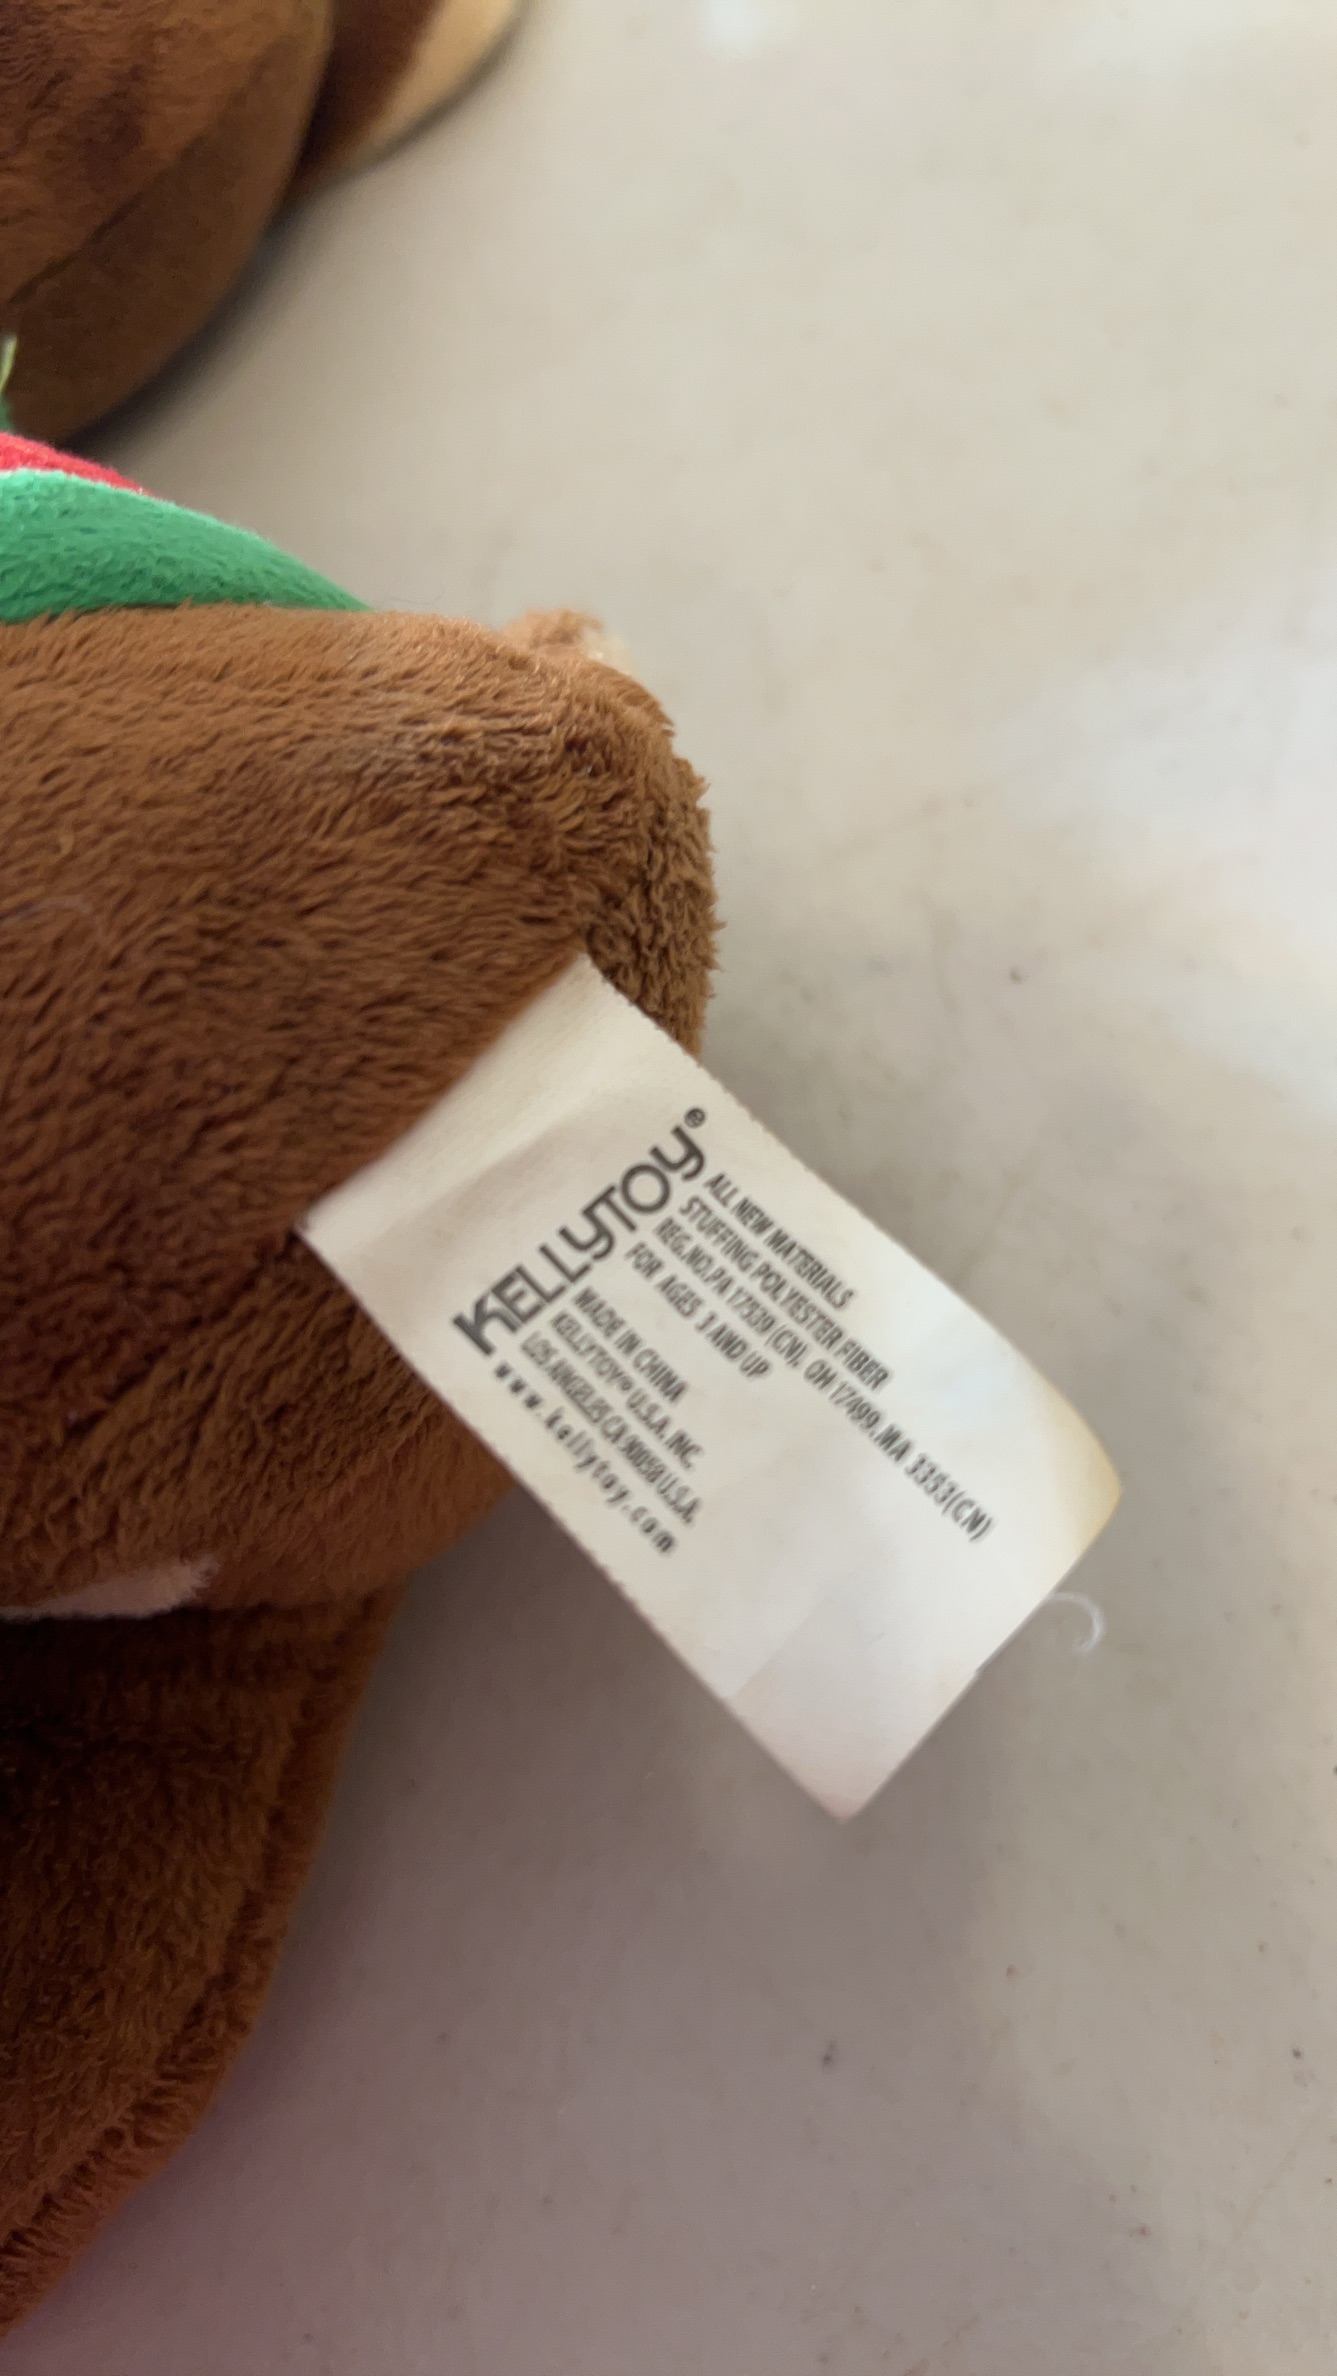 KELLYTOY®
ALL NEW MATERIALS
STUFFING POLYESTER FIBER
REG.NO.PA 17539 (CN). OH 17499. MA 3353(CN)
FOR AGES 3 AND UP
MADE IN CHINA
KELLYTOY® U.S.A. INC.
LOS ANGELES CA 90058 U.S.A.
www.kellytoy.com